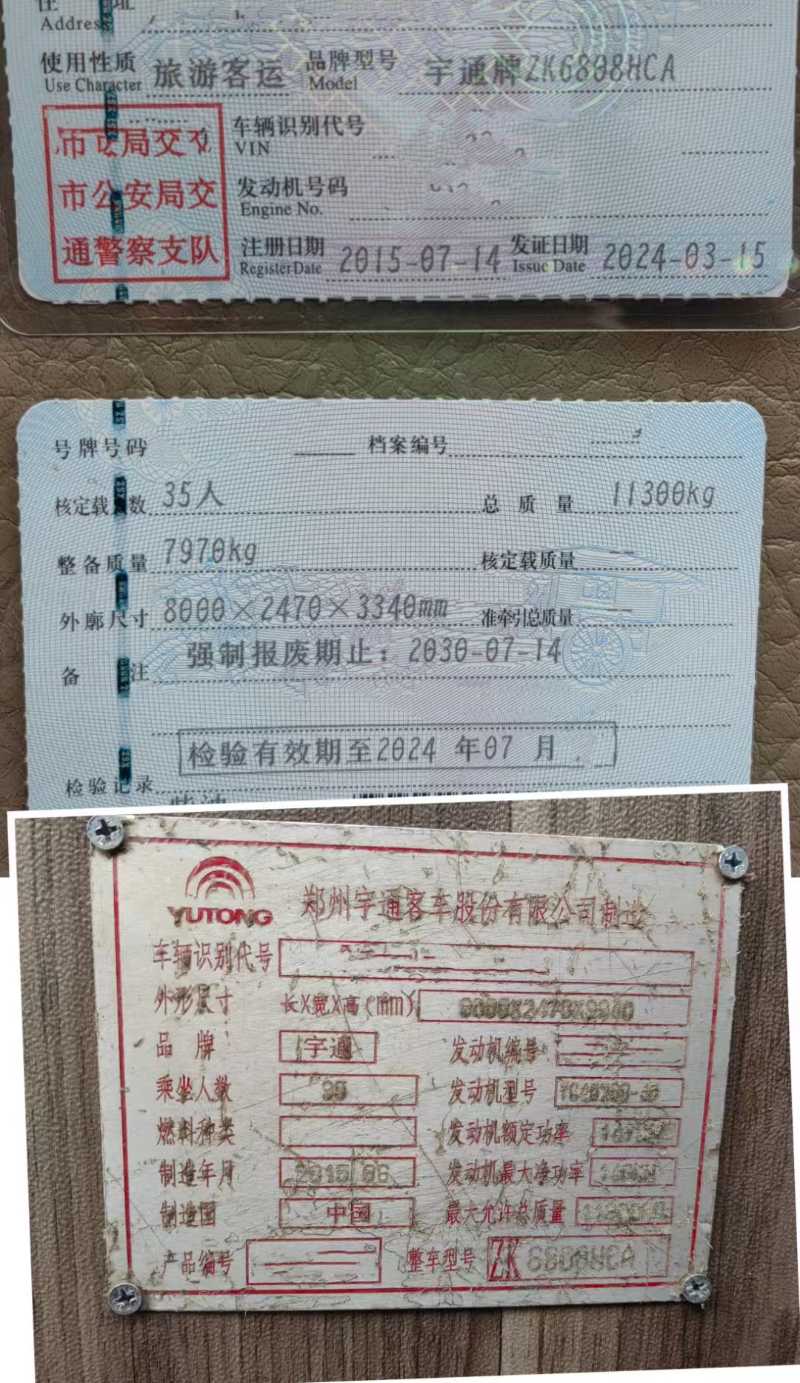 住 址
Address
使用性质 旅游客运 品牌型号 宇通牌ZK6808HCA
Use Character Model
车辆识别代号
VIN
市公安局交
市公安局交
通警察支队
发动机号码
Engine No.
注册日期 2015-07-14 发证日期 2024-03-15
Register Date Issue Date
号牌号码 档案编号
核定载人数 35人 总质量 11300kg
整备质量 7970kg 核定载质量 --
外廓尺寸 8000×2470×3340mm 准牵引总质量 --
备注 强制报废期止：2030-07-14
检验有效期至2024 年07 月
检验记录
柴油
YUTONG 郑州宇通客车股份有限公司制造
车辆识别代号
外形尺寸 长X宽X高(mm)
品牌 宇通 发动机编号
乘坐人数 发动机型号
燃料种类 发动机额定功率
制造年月 2015/06 发动机最大净功率
制造国 中国 最大允许总质量
产品编号 整车型号 ZK 6808HCA